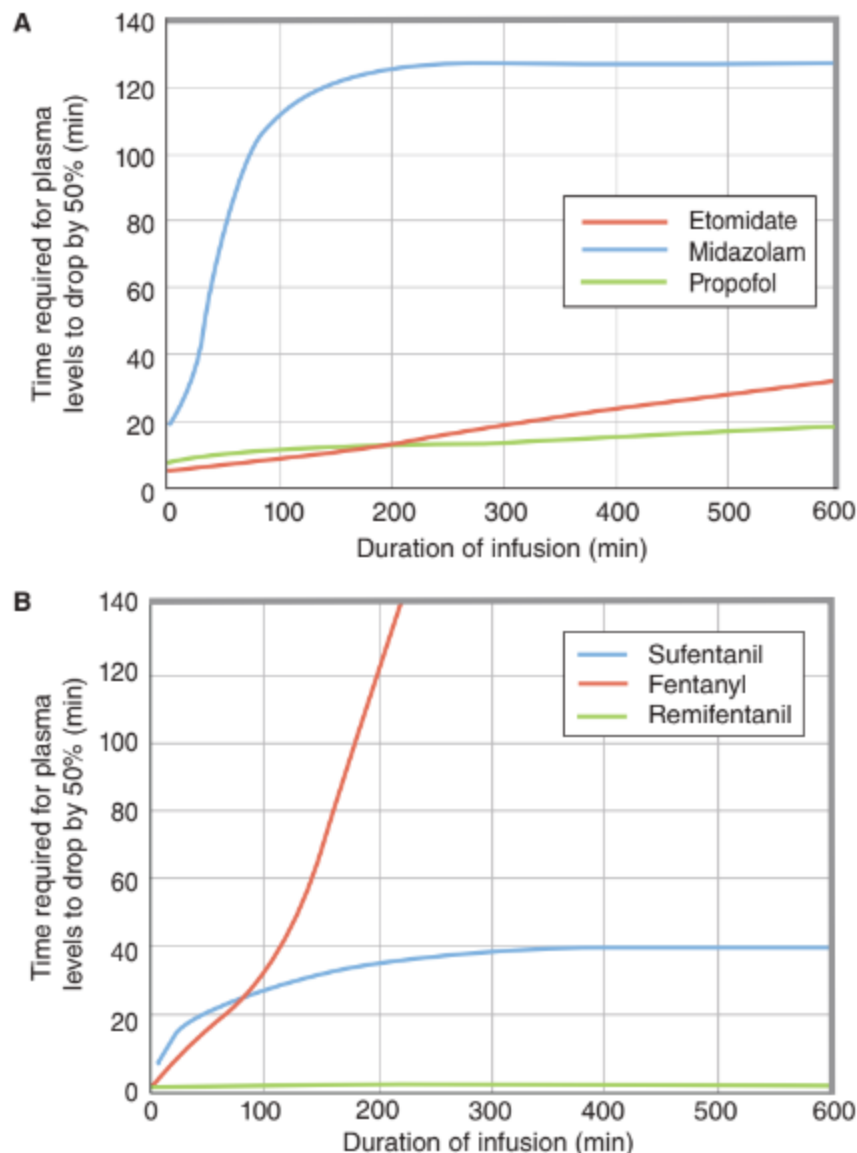 A
140
120
100
80
60
40
20
0
Time required for plasma
levels to drop by 50% (min)
Etomidate
Midazolam
Propofol
0 100 200 300 400 500 600
Duration of infusion (min)
B
140
120
100
80
60
40
20
0
Time required for plasma
levels to drop by 50% (min)
Sufentanil
Fentanyl
Remifentanil
0 100 200 300 400 500 600
Duration of infusion (min)